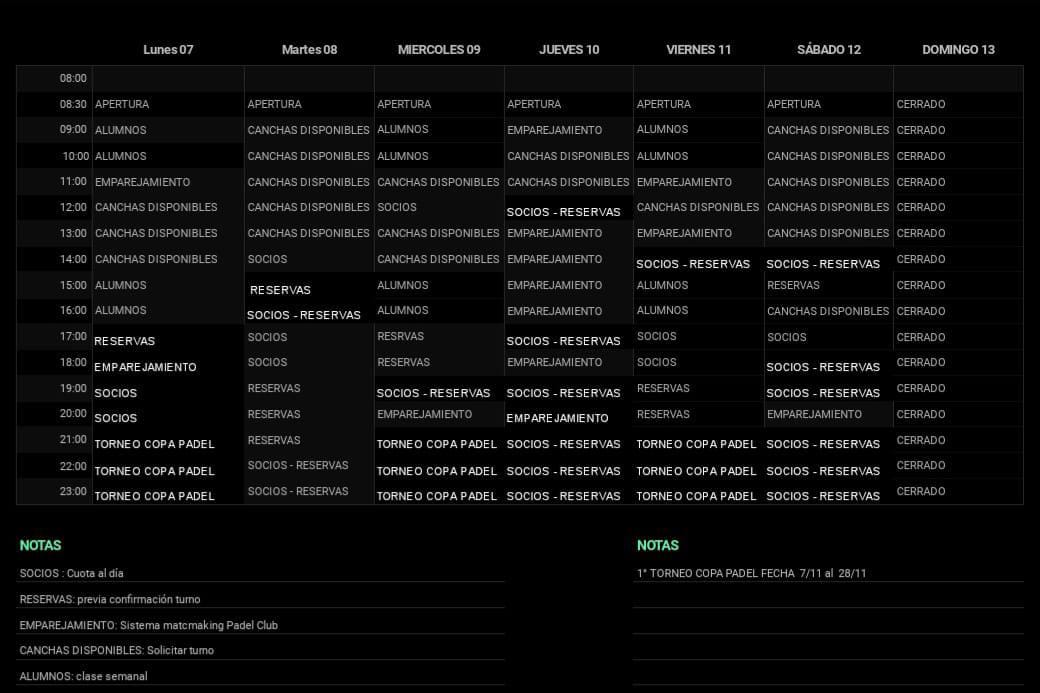 Lunes 07 Martes 08 MIERCOLES 09 JUEVES 10 VIERNES 11 SÁBADO 12 DOMINGO 13
08:00
08:30 APERTURA APERTURA APERTURA APERTURA APERTURA APERTURA CERRADO
09:00 ALUMNOS CANCHAS DISPONIBLES ALUMNOS EMPAREJAMIENTO ALUMNOS CANCHAS DISPONIBLES CERRADO
10:00 ALUMNOS CANCHAS DISPONIBLES ALUMNOS CANCHAS DISPONIBLES ALUMNOS CANCHAS DISPONIBLES CERRADO
11:00 EMPAREJAMIENTO CANCHAS DISPONIBLES CANCHAS DISPONIBLES CANCHAS DISPONIBLES EMPAREJAMIENTO CANCHAS DISPONIBLES CERRADO
12:00 CANCHAS DISPONIBLES CANCHAS DISPONIBLES SOCIOS SOCIOS - RESERVAS CANCHAS DISPONIBLES CANCHAS DISPONIBLES CERRADO
13:00 CANCHAS DISPONIBLES CANCHAS DISPONIBLES CANCHAS DISPONIBLES EMPAREJAMIENTO EMPAREJAMIENTO CANCHAS DISPONIBLES CERRADO
14:00 CANCHAS DISPONIBLES SOCIOS CANCHAS DISPONIBLES EMPAREJAMIENTO SOCIOS - RESERVAS SOCIOS - RESERVAS CERRADO
15:00 ALUMNOS RESERVAS ALUMNOS EMPAREJAMIENTO ALUMNOS RESERVAS CERRADO
16:00 ALUMNOS SOCIOS - RESERVAS ALUMNOS EMPAREJAMIENTO ALUMNOS CANCHAS DISPONIBLES CERRADO
17:00 RESERVAS SOCIOS RESRVAS SOCIOS - RESERVAS SOCIOS SOCIOS CERRADO
18:00 EMPAREJAMIENTO SOCIOS RESERVAS EMPAREJAMIENTO SOCIOS SOCIOS - RESERVAS CERRADO
19:00 SOCIOS RESERVAS SOCIOS - RESERVAS SOCIOS - RESERVAS RESERVAS SOCIOS - RESERVAS CERRADO
20:00 SOCIOS RESERVAS EMPAREJAMIENTO EMPAREJAMIENTO RESERVAS EMPAREJAMIENTO CERRADO
21:00 TORNEO COPA PADEL RESERVAS TORNEO COPA PADEL SOCIOS - RESERVAS TORNEO COPA PADEL SOCIOS - RESERVAS CERRADO
22:00 TORNEO COPA PADEL SOCIOS - RESERVAS TORNEO COPA PADEL SOCIOS - RESERVAS TORNEO COPA PADEL SOCIOS - RESERVAS CERRADO
23:00 TORNEO COPA PADEL SOCIOS - RESERVAS TORNEO COPA PADEL SOCIOS - RESERVAS TORNEO COPA PADEL SOCIOS - RESERVAS CERRADO
NOTAS
SOCIOS : Cuota al día
RESERVAS: previa confirmación turno
EMPAREJAMIENTO: Sistema matcmaking Padel Club
CANCHAS DISPONIBLES: Solicitar turno
ALUMNOS: clase semanal
NOTAS
1° TORNEO COPA PADEL FECHA 7/11 al 28/11